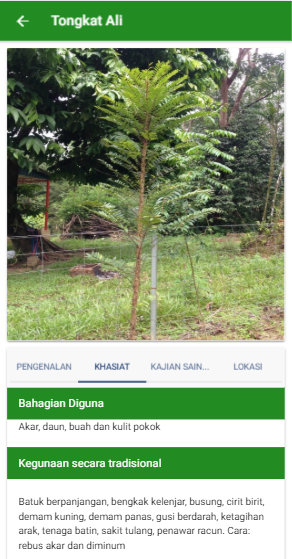 Tongkat Ali
PENGENALAN KHASIAT KAJIAN SAIN... LOKASI
Bahagian Diguna
Akar, daun, buah dan kulit pokok
Kegunaan secara tradisional
Batuk berpanjangan, bengkak kelenjar, busung, cirit birit,
demam kuning, demam panas, gusi berdarah, ketagihan
arak, tenaga batin, sakit tulang, penawar racun. Cara:
rebus akar dan diminum